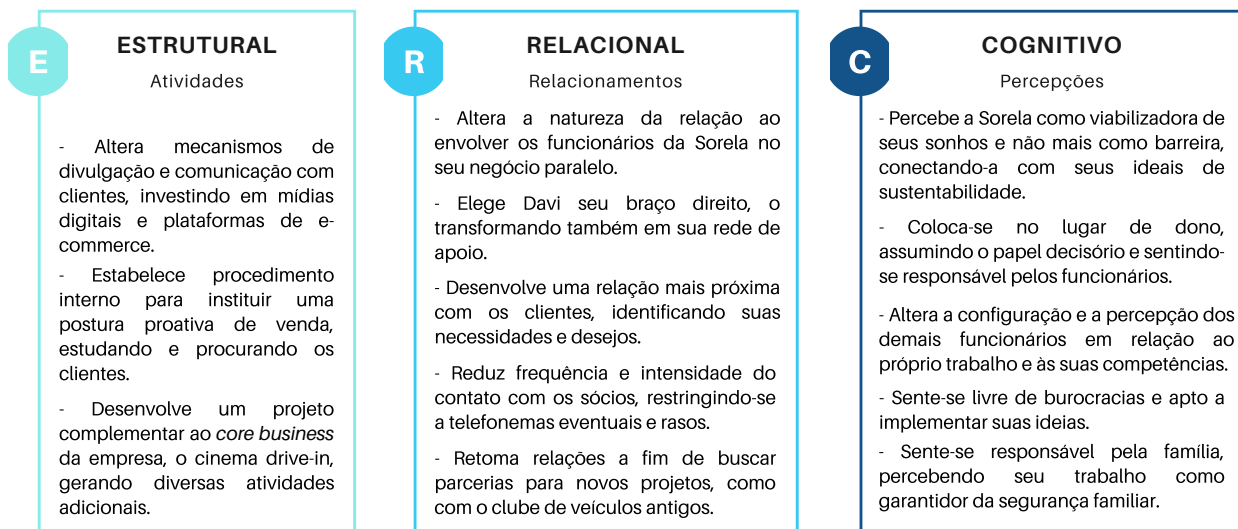 E
ESTRUTURAL
Atividades
- Altera mecanismos de
divulgação e comunicação com
clientes, investindo em mídias
digitais e plataformas de e-
commerce.
- Estabelece procedimento
interno para instituir uma
postura proativa de venda,
estudando e procurando os
clientes.
- Desenvolve um projeto
complementar ao core business
da empresa, o cinema drive-in,
gerando diversas atividades
adicionais.
R
RELACIONAL
Relacionamentos
- Altera a natureza da relação ao
envolver os funcionários da Sorela no
seu negócio paralelo.
- Elege Davi seu braço direito, o
transformando também em sua rede de
apoio.
- Desenvolve uma relação mais próxima
com os clientes, identificando suas
necessidades e desejos.
- Reduz frequência e intensidade do
contato com os sócios, restringindo-se
a telefonemas eventuais e rasos.
- Retoma relações a fim de buscar
parcerias para novos projetos, como
com o clube de veículos antigos.
C
COGNITIVO
Percepções
- Percebe a Sorela como viabilizadora de
seus sonhos e não mais como barreira,
conectando-a com seus ideais de
sustentabilidade.
- Coloca-se no lugar de dono,
assumindo o papel decisório e sentindo-
se responsável pelos funcionários.
- Altera a configuração e a percepção dos
demais funcionários em relação ao
próprio trabalho e às suas competências.
- Sente-se livre de burocracias e apto a
implementar suas ideias.
- Sente-se responsável pela família,
percebendo seu trabalho como
garantidor da segurança familiar.